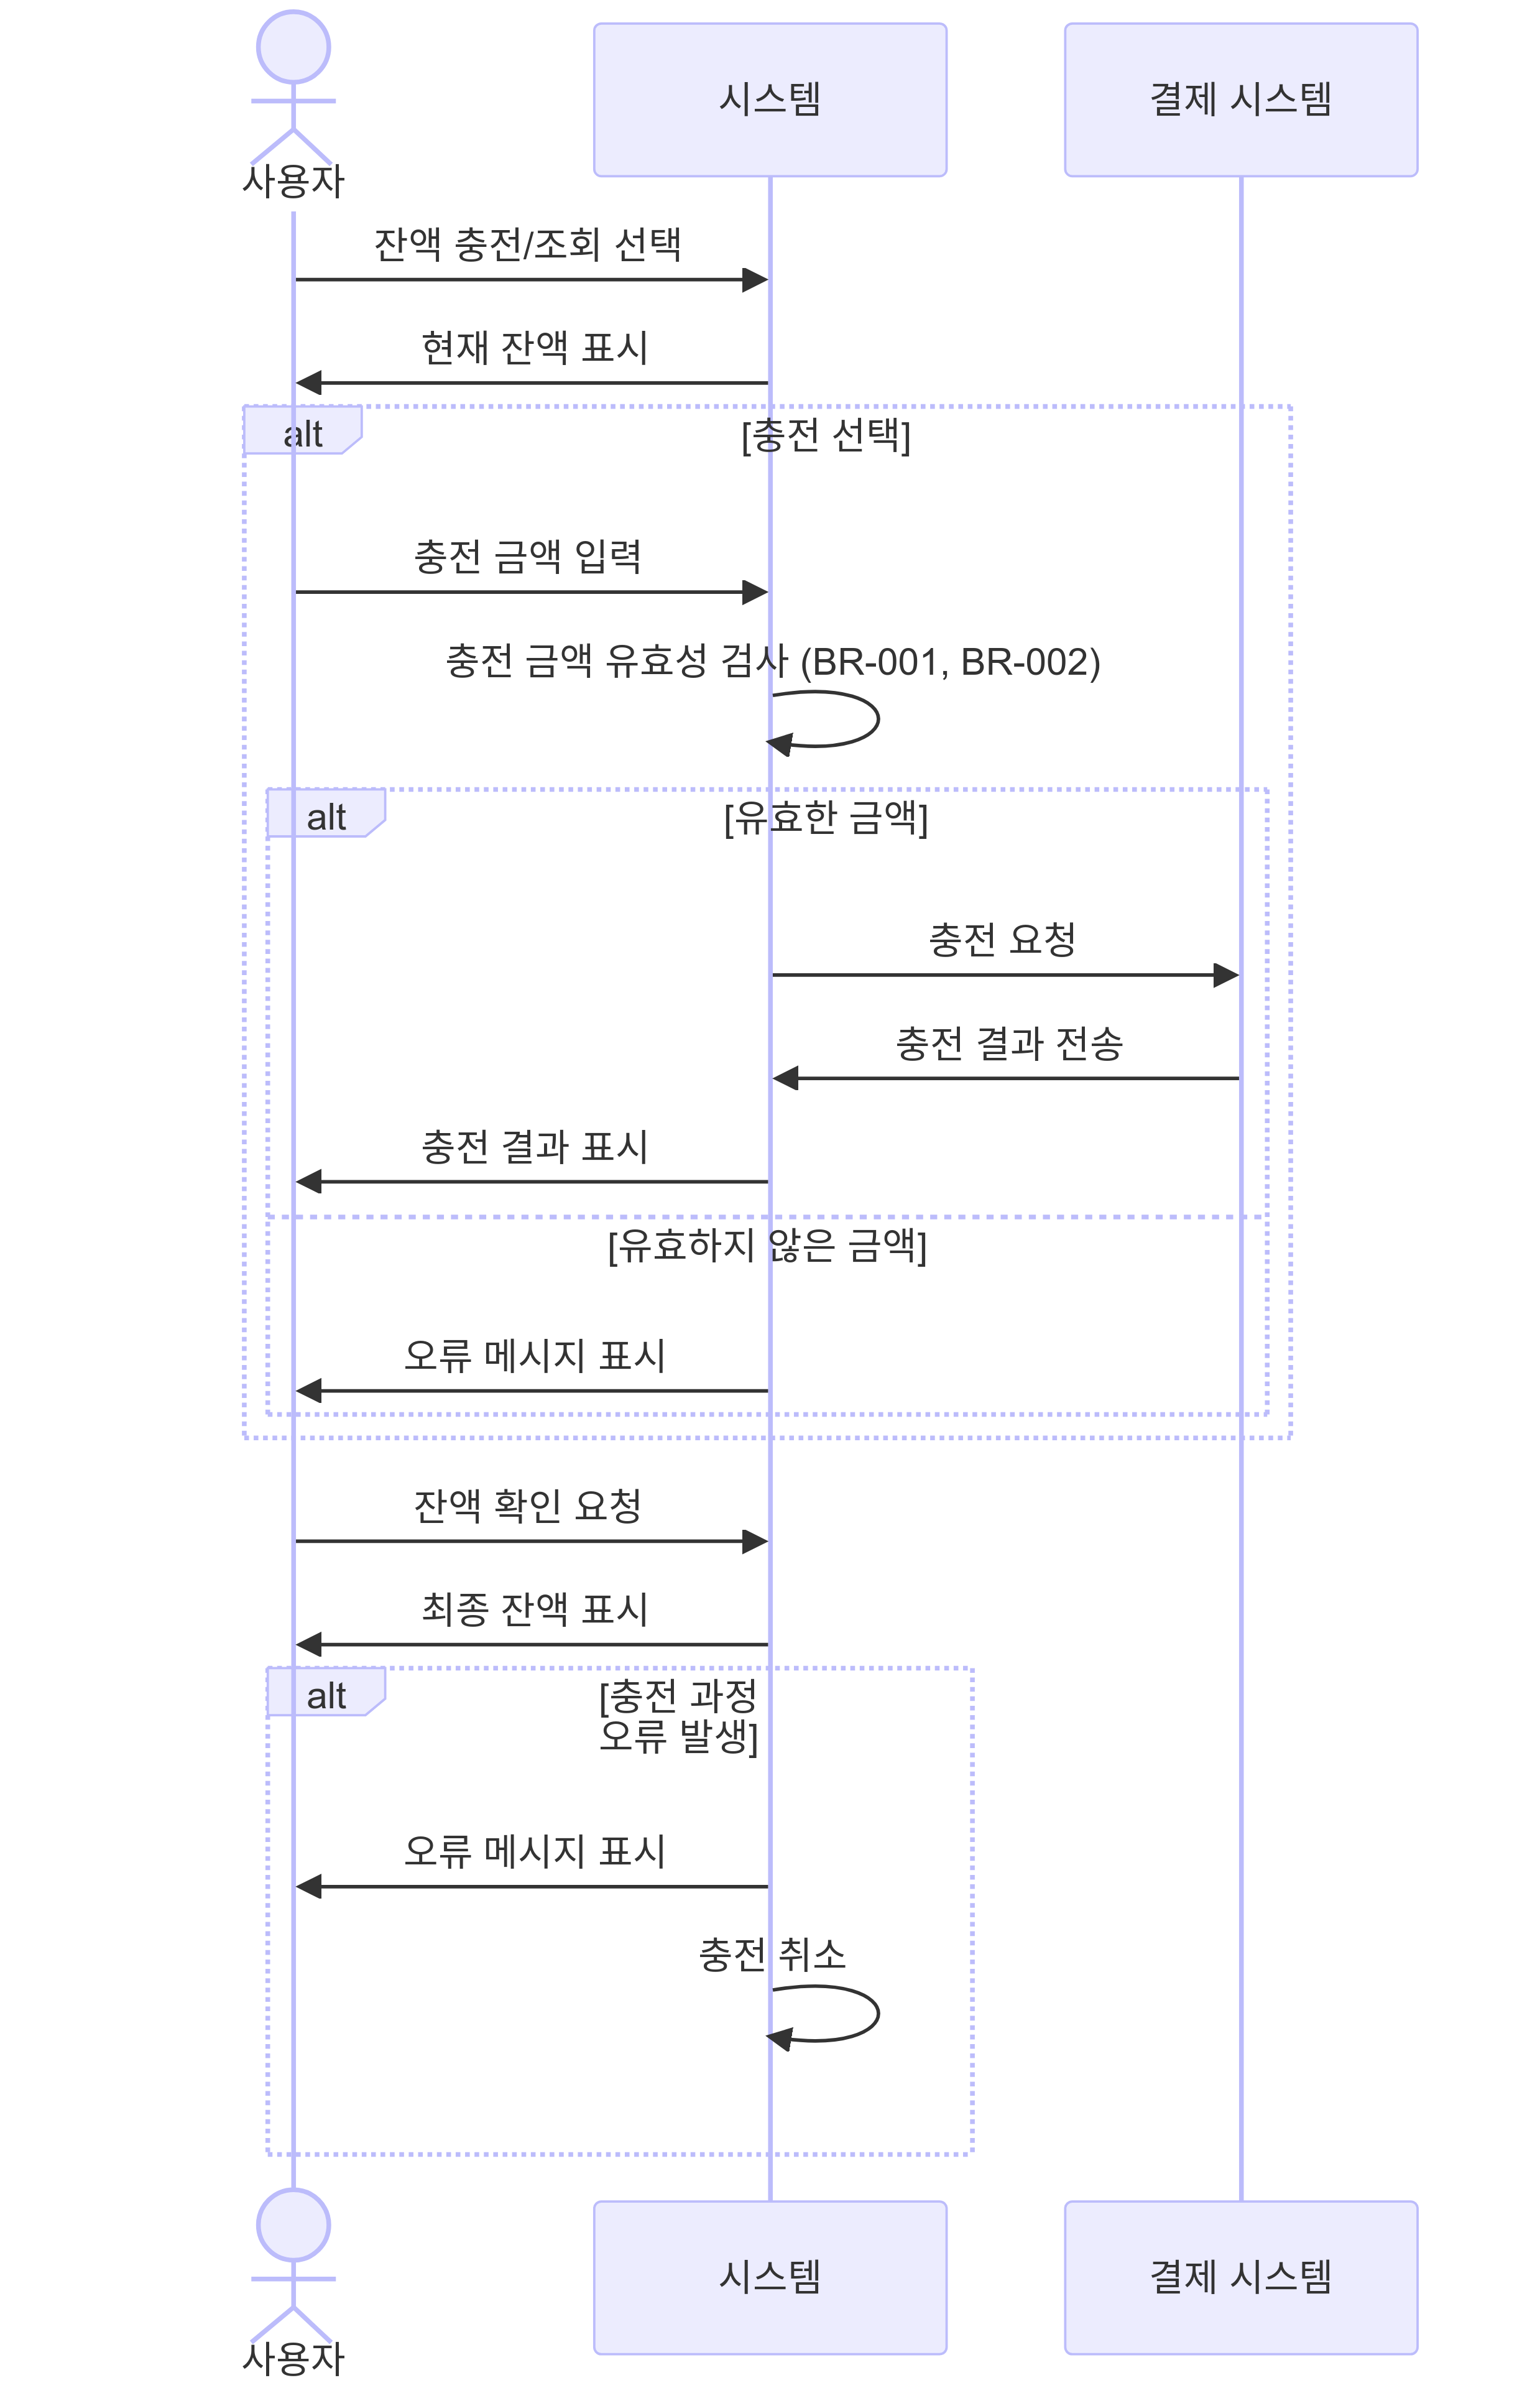 시스템
결제 시스템
사용자
잔액 충전/조회 선택
현재 잔액 표시
alt
[충전 선택]
충전 금액 입력
충전 금액 유효성 검사 (BR-001, BR-002)
alt
[유효한 금액]
충전 요청
충전 결과 전송
충전 결과 표시
[유효하지 않은 금액]
오류 메시지 표시
잔액 확인 요청
최종 잔액 표시
alt
[충전 과정
오류 발생]
오류 메시지 표시
충전 취소
시스템
결제 시스템
사용자